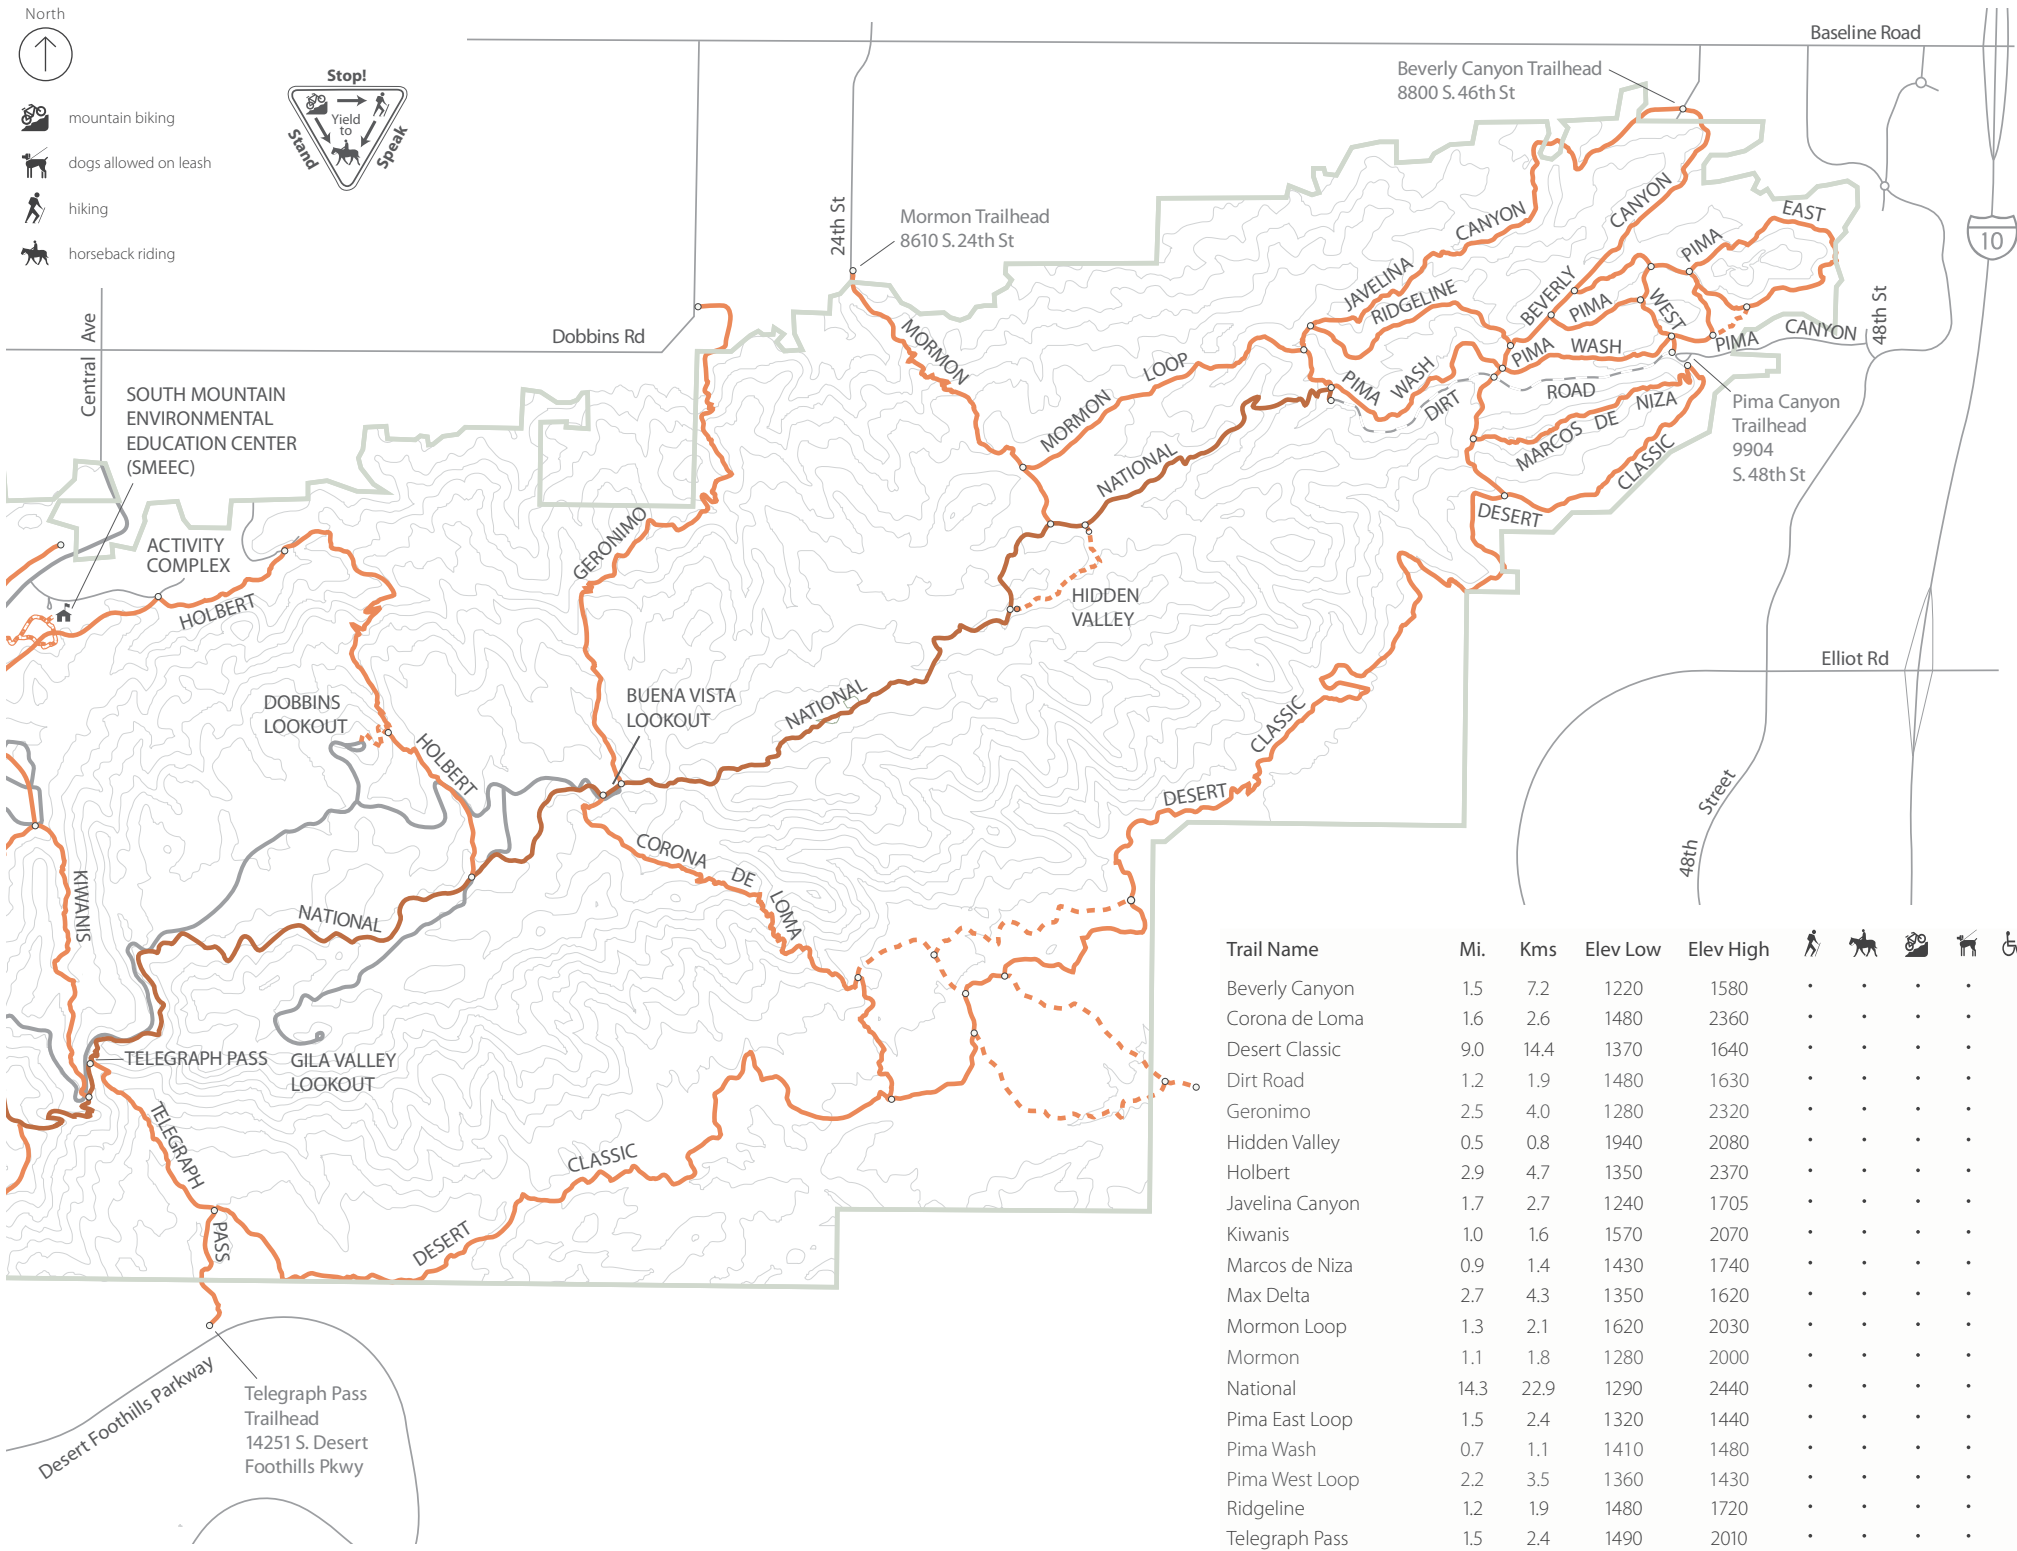 North
mountain biking
dogs allowed on leash
hiking
horseback riding
Stop!
Yield
to
Stand
Speak
Baseline Road
Beverly Canyon Trailhead
8800 S. 46th St
24th St
Mormon Trailhead
8610 S. 24th St
10
48th St
Central Ave
Dobbins Rd
SOUTH MOUNTAIN
ENVIRONMENTAL
EDUCATION CENTER
(SMEEC)
ACTIVITY
COMPLEX
HOLBERT
GERONIMO
MORMON
MORMON LOOP
JAVELINA CANYON
RIDGELINE
BEVERLY CANYON
PIMA WEST
PIMA EAST
PIMA CANYON
PIMA WASH
PIMA WASH
DIRT ROAD
MARCOS DE NIZA
CLASSIC
DESERT
Pima Canyon
Trailhead
9904
S. 48th St
NATIONAL
HIDDEN
VALLEY
Elliot Rd
DOBBINS
LOOKOUT
HOLBERT
BUENA VISTA
LOOKOUT
NATIONAL
DESERT CLASSIC
48th Street
KIWANIS
NATIONAL
CORONA DE LOMA
TELEGRAPH PASS
GILA VALLEY
LOOKOUT
TELEGRAPH PASS
DESERT CLASSIC
Desert Foothills Parkway
Telegraph Pass
Trailhead
14251 S. Desert
Foothills Pkwy
Trail Name Mi. Kms Elev Low Elev High
Beverly Canyon 1.5 7.2 1220 1580
Corona de Loma 1.6 2.6 1480 2360
Desert Classic 9.0 14.4 1370 1640
Dirt Road 1.2 1.9 1480 1630
Geronimo 2.5 4.0 1280 2320
Hidden Valley 0.5 0.8 1940 2080
Holbert 2.9 4.7 1350 2370
Javelina Canyon 1.7 2.7 1240 1705
Kiwanis 1.0 1.6 1570 2070
Marcos de Niza 0.9 1.4 1430 1740
Max Delta 2.7 4.3 1350 1620
Mormon Loop 1.3 2.1 1620 2030
Mormon 1.1 1.8 1280 2000
National 14.3 22.9 1290 2440
Pima East Loop 1.5 2.4 1320 1440
Pima Wash 0.7 1.1 1410 1480
Pima West Loop 2.2 3.5 1360 1430
Ridgeline 1.2 1.9 1480 1720
Telegraph Pass 1.5 2.4 1490 2010